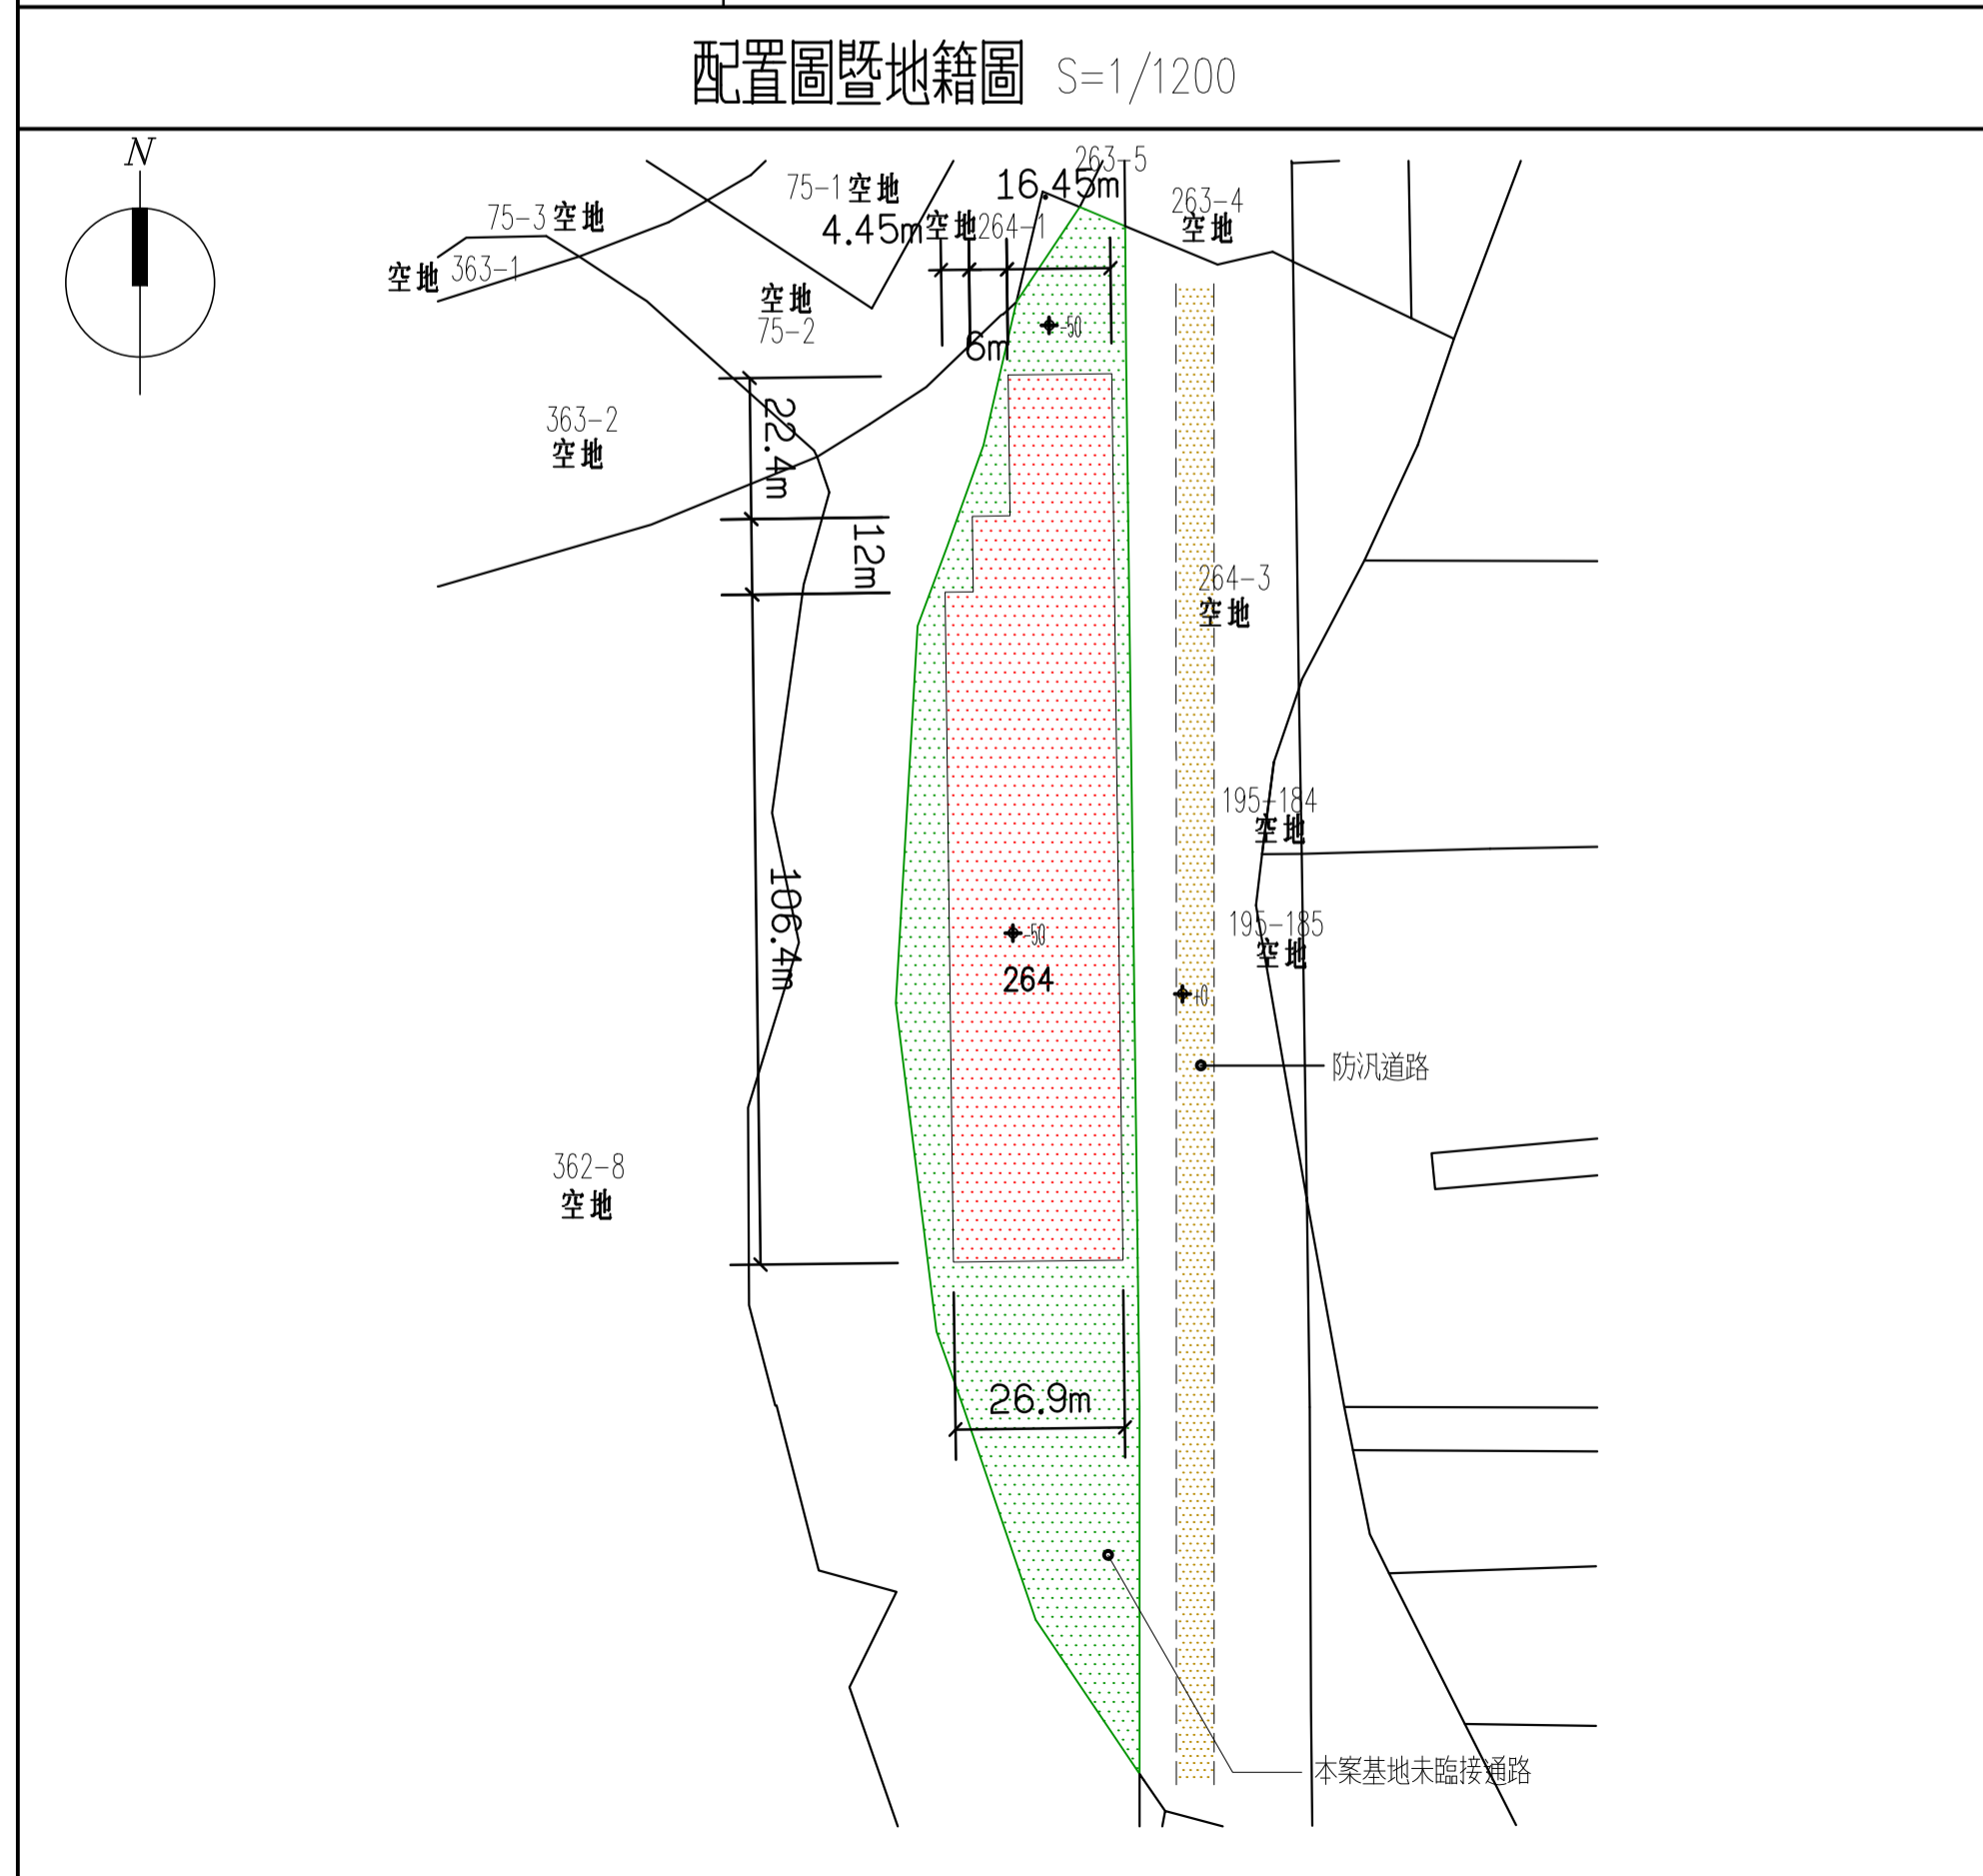 配置圖暨地籍圖 S=1/1200
N
263-5
16.45m
75-1 空地
263-4
空地
75-3 空地
4.45m
空地 264-1
空地 363-1
空地
75-2
-50
6m
22.4m
363-2
空地
12m
264-3
空地
195-184
空地
106.4m
195-185
空地
-50
264
+0
防汛道路
362-8
空地
26.9m
本案基地未臨接通路